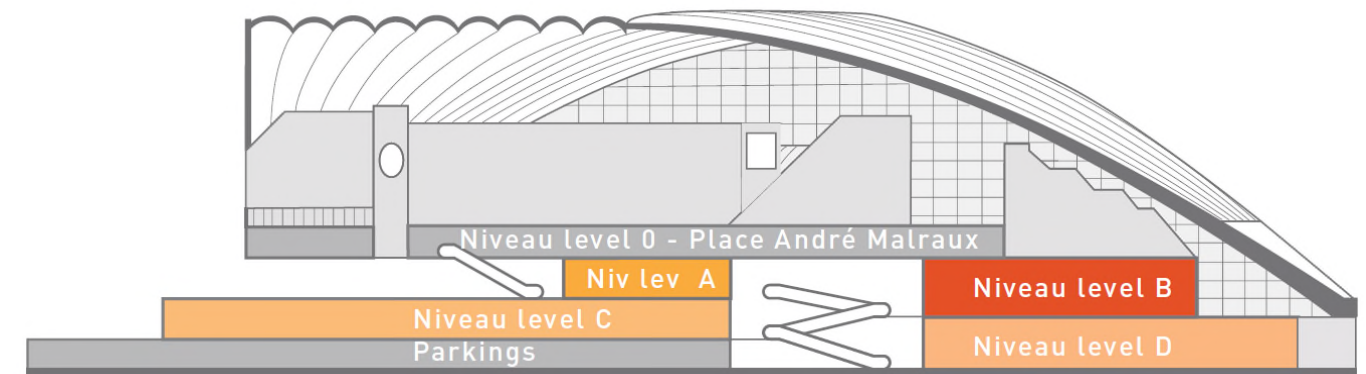 Niveau level 0 - Place André Malraux
Niv lev A
Niveau level B
Niveau level C
Niveau level D
Parkings